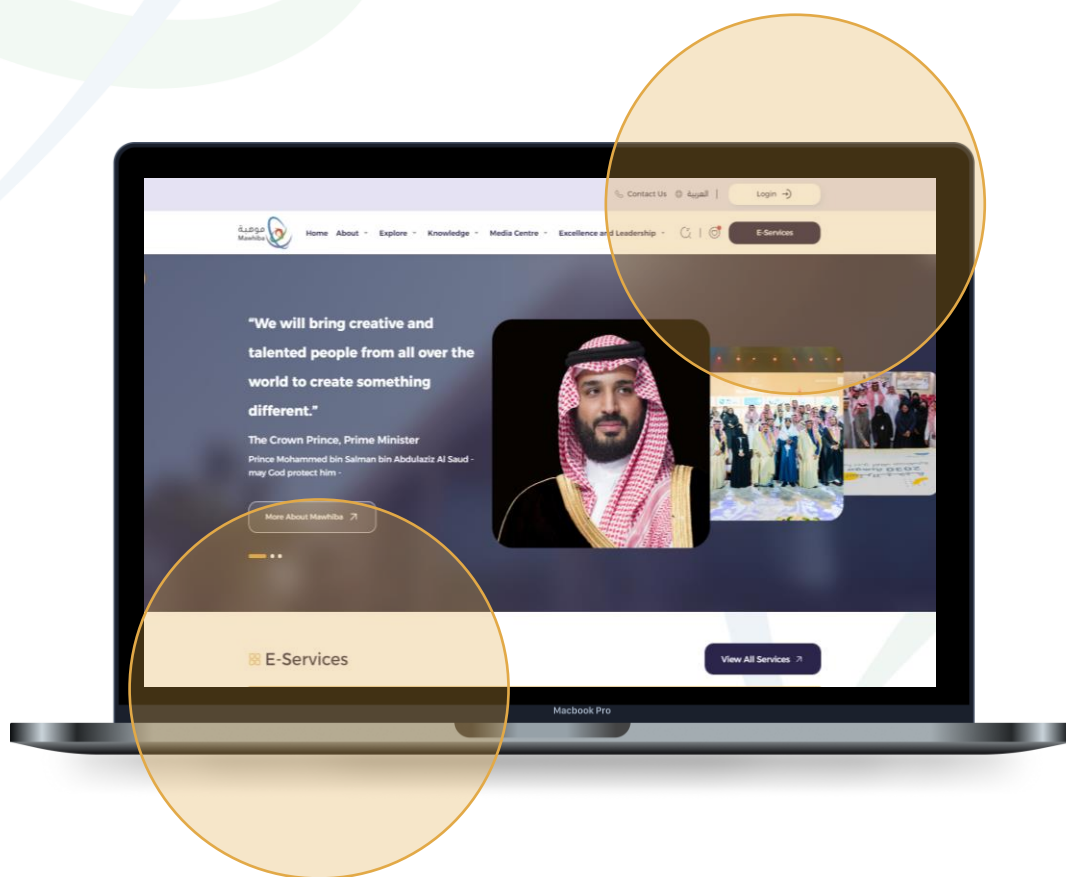 Contact Us
العربية
|
Login
موهبة
Mawhiba
Home About Explore Knowledge Media Centre Excellence and Leadership | E-Services
“We will bring creative and
talented people from all over the
world to create something
different.”
The Crown Prince, Prime Minister
Prince Mohammed bin Salman bin Abdulaziz Al Saud -
may God protect him -
More About Mawhiba
2030
E-Services
View All Services
Macbook Pro